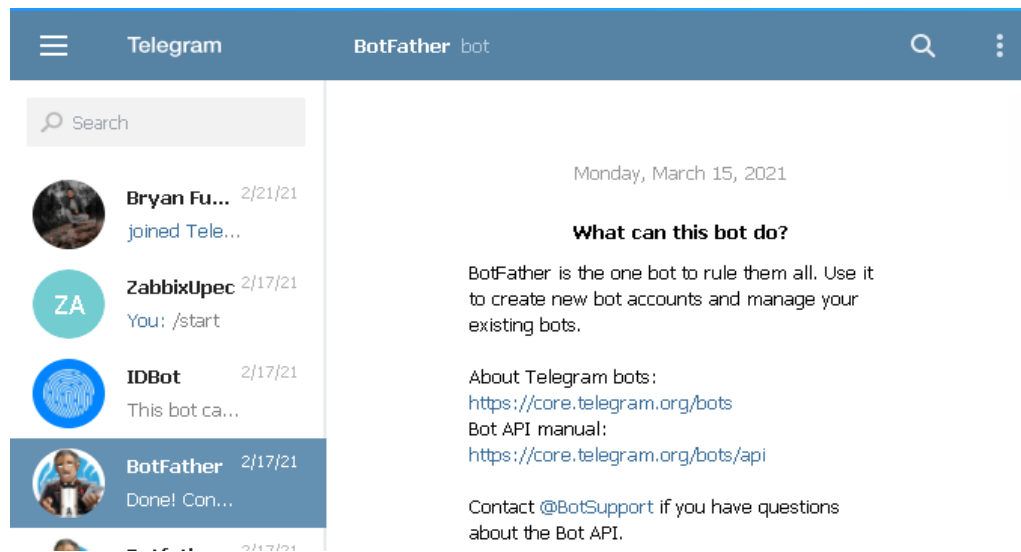 Telegram
BotFather bot
Search
Bryan Fu... 2/21/21
joined Tele...
ZA
ZabbixUpec 2/17/21
You: /start
IDBot 2/17/21
This bot ca...
BotFather 2/17/21
Done! Con...
2/17/21
Monday, March 15, 2021
What can this bot do?
BotFather is the one bot to rule them all. Use it
to create new bot accounts and manage your
existing bots.
About Telegram bots:
https://core.telegram.org/bots
Bot API manual:
https://core.telegram.org/bots/api
Contact @BotSupport if you have questions
about the Bot API.